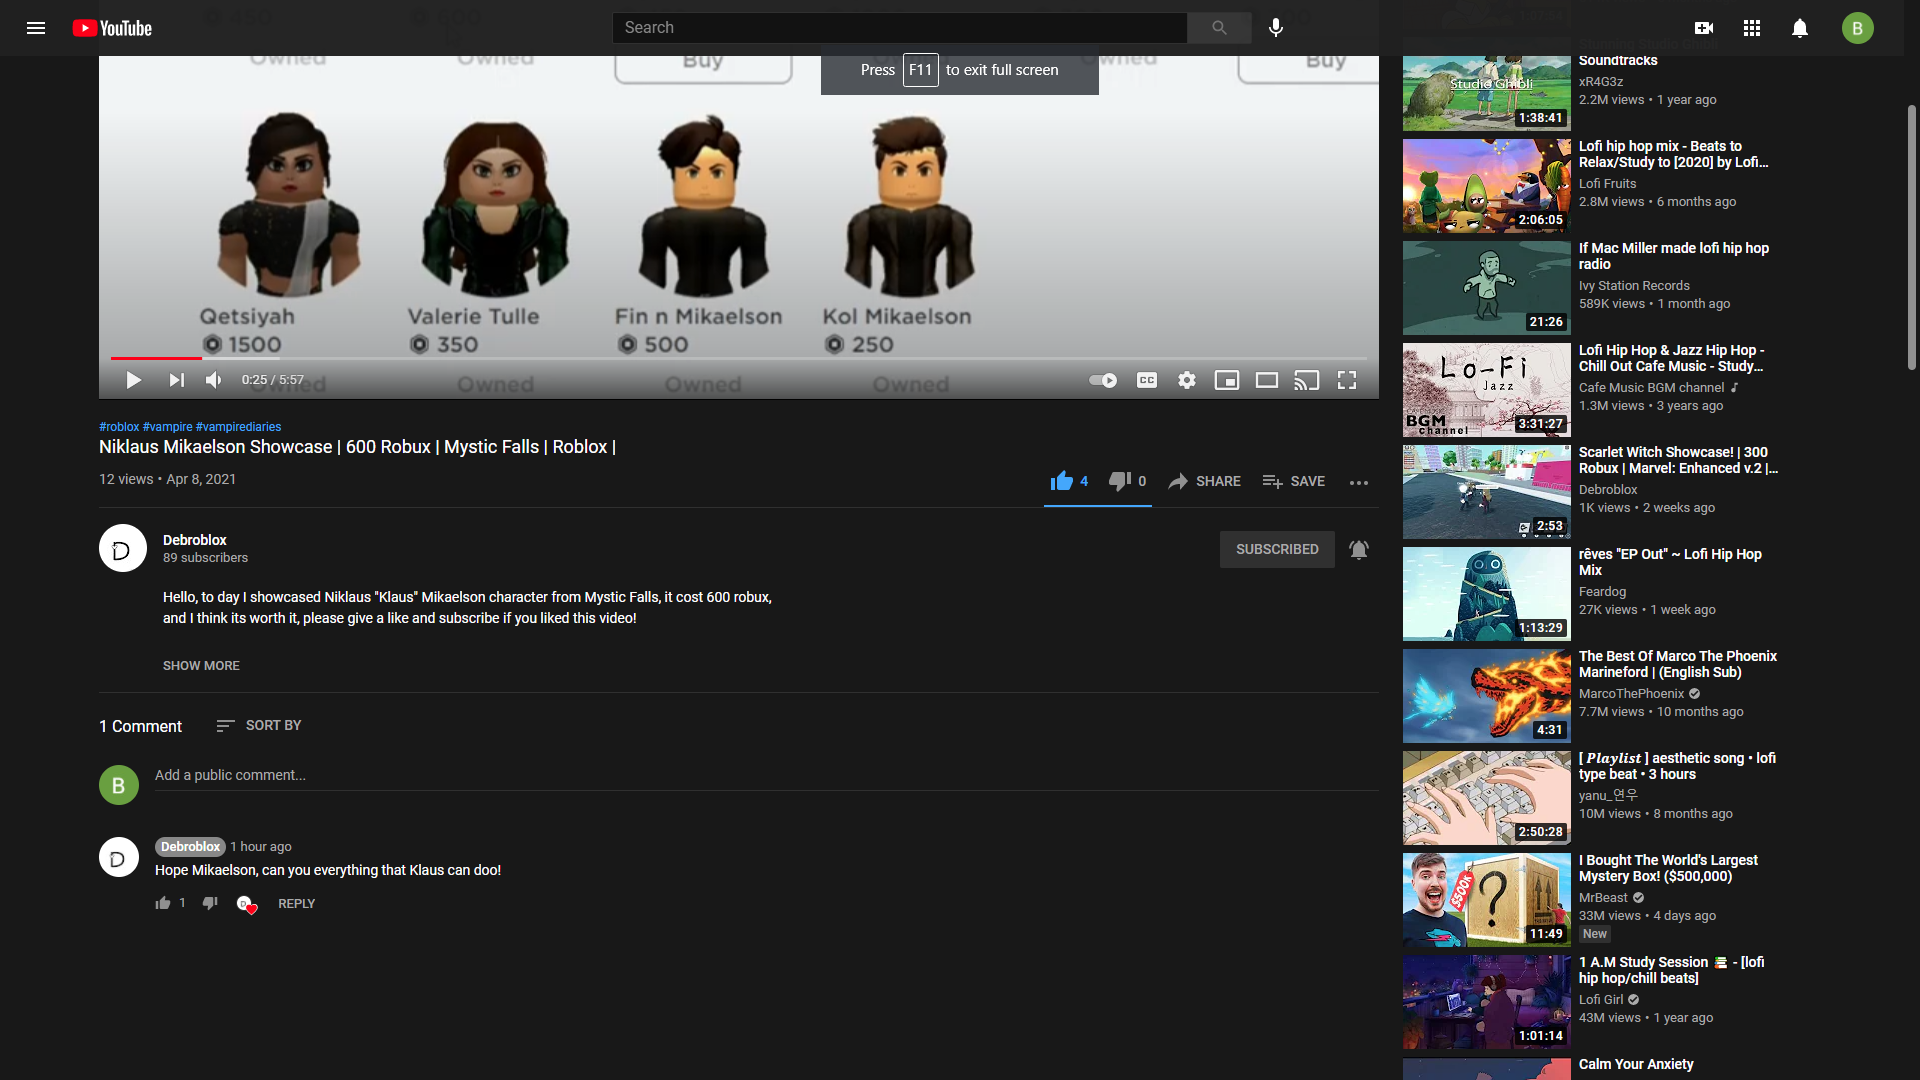 YouTube
Search
B
Press F11 to exit full screen
Owned
Owned
Buy
Owned
Buy
Qetsiyah
Valerie Tulle
Fin n Mikaelson
Kol Mikaelson
1500
350
500
250
Owned
Owned
Owned
Owned
0:25 / 5:57
CC
#roblox #vampire #vampirediaries
Niklaus Mikaelson Showcase | 600 Robux | Mystic Falls | Roblox |
12 views • Apr 8, 2021
4
0
SHARE
SAVE
D
Debroblox
89 subscribers
SUBSCRIBED
Hello, to day I showcased Niklaus "Klaus" Mikaelson character from Mystic Falls, it cost 600 robux,
and I think its worth it, please give a like and subscribe if you liked this video!
SHOW MORE
1 Comment
SORT BY
B
Add a public comment...
D
Debroblox 1 hour ago
Hope Mikaelson, can you everything that Klaus can doo!
1
REPLY
Stunning Studio Ghibli
Soundtracks
xR4G3z
2.2M views • 1 year ago
Studio Ghibli
1:38:41
Lofi hip hop mix - Beats to
Relax/Study to [2020] by Lofi...
Lofi Fruits
2.8M views • 6 months ago
2:06:05
If Mac Miller made lofi hip hop
radio
Ivy Station Records
589K views • 1 month ago
21:26
Lofi Hip Hop & Jazz Hip Hop -
Chill Out Cafe Music - Study...
Cafe Music BGM channel
1.3M views • 3 years ago
Lo-Fi
Jazz
BGM
channel
3:31:27
Scarlet Witch Showcase! | 300
Robux | Marvel: Enhanced v.2 |...
Debroblox
1K views • 2 weeks ago
2:53
rêves "EP Out" ~ Lofi Hip Hop
Mix
Feardog
27K views • 1 week ago
1:13:29
The Best Of Marco The Phoenix
Marineford | (English Sub)
MarcoThePhoenix
7.7M views • 10 months ago
4:31
[ 𝑷𝒍𝒂𝒚𝒍𝒊𝒔𝒕 ] aesthetic song • lofi
type beat • 3 hours
yanu_연우
10M views • 8 months ago
2:50:28
I Bought The World's Largest
Mystery Box! ($500,000)
MrBeast
33M views • 4 days ago
New
$500K
?
11:49
1 A.M Study Session 📚 - [lofi
hip hop/chill beats]
Lofi Girl
43M views • 1 year ago
1:01:14
Calm Your Anxiety